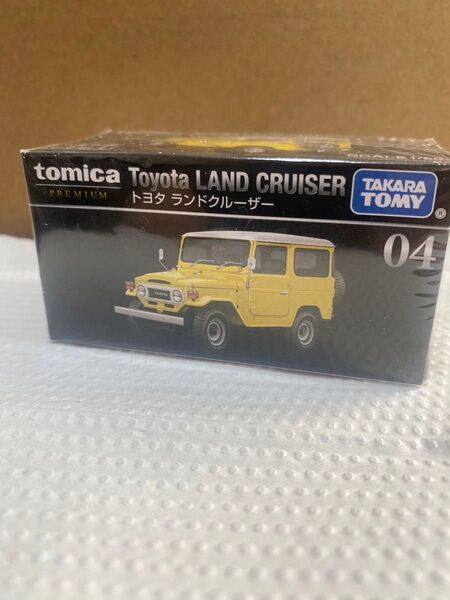 tomica
PREMIUM
Toyota LAND CRUISER
トヨタ ランドクルーザー
TAKARA
TOMY
®
04
TOYOTA